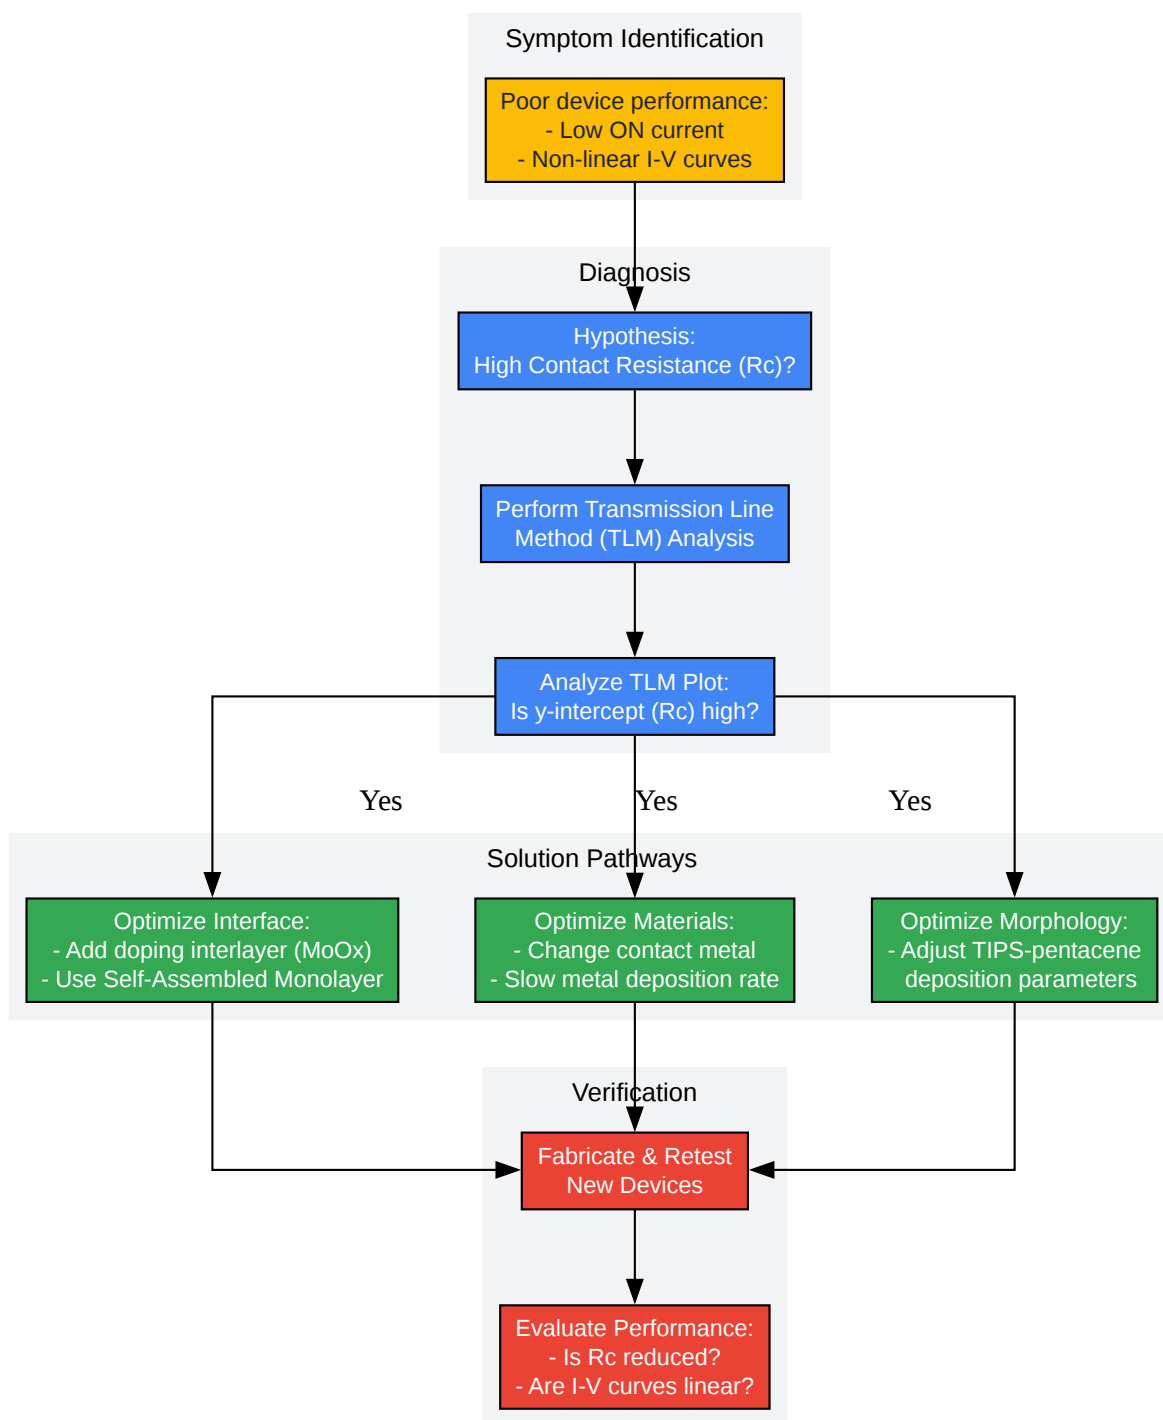 Symptom Identification
Poor device performance:
- Low ON current
- Non-linear I-V curves
Diagnosis
Hypothesis:
High Contact Resistance (Rc)?
Perform Transmission Line
Method (TLM) Analysis
Analyze TLM Plot:
Is y-intercept (Rc) high?
Yes
Yes
Yes
Solution Pathways
Optimize Interface:
- Add doping interlayer (MoOx)
- Use Self-Assembled Monolayer
Optimize Materials:
- Change contact metal
- Slow metal deposition rate
Optimize Morphology:
- Adjust TIPS-pentacene
deposition parameters
Verification
Fabricate & Retest
New Devices
Evaluate Performance:
- Is Rc reduced?
- Are I-V curves linear?